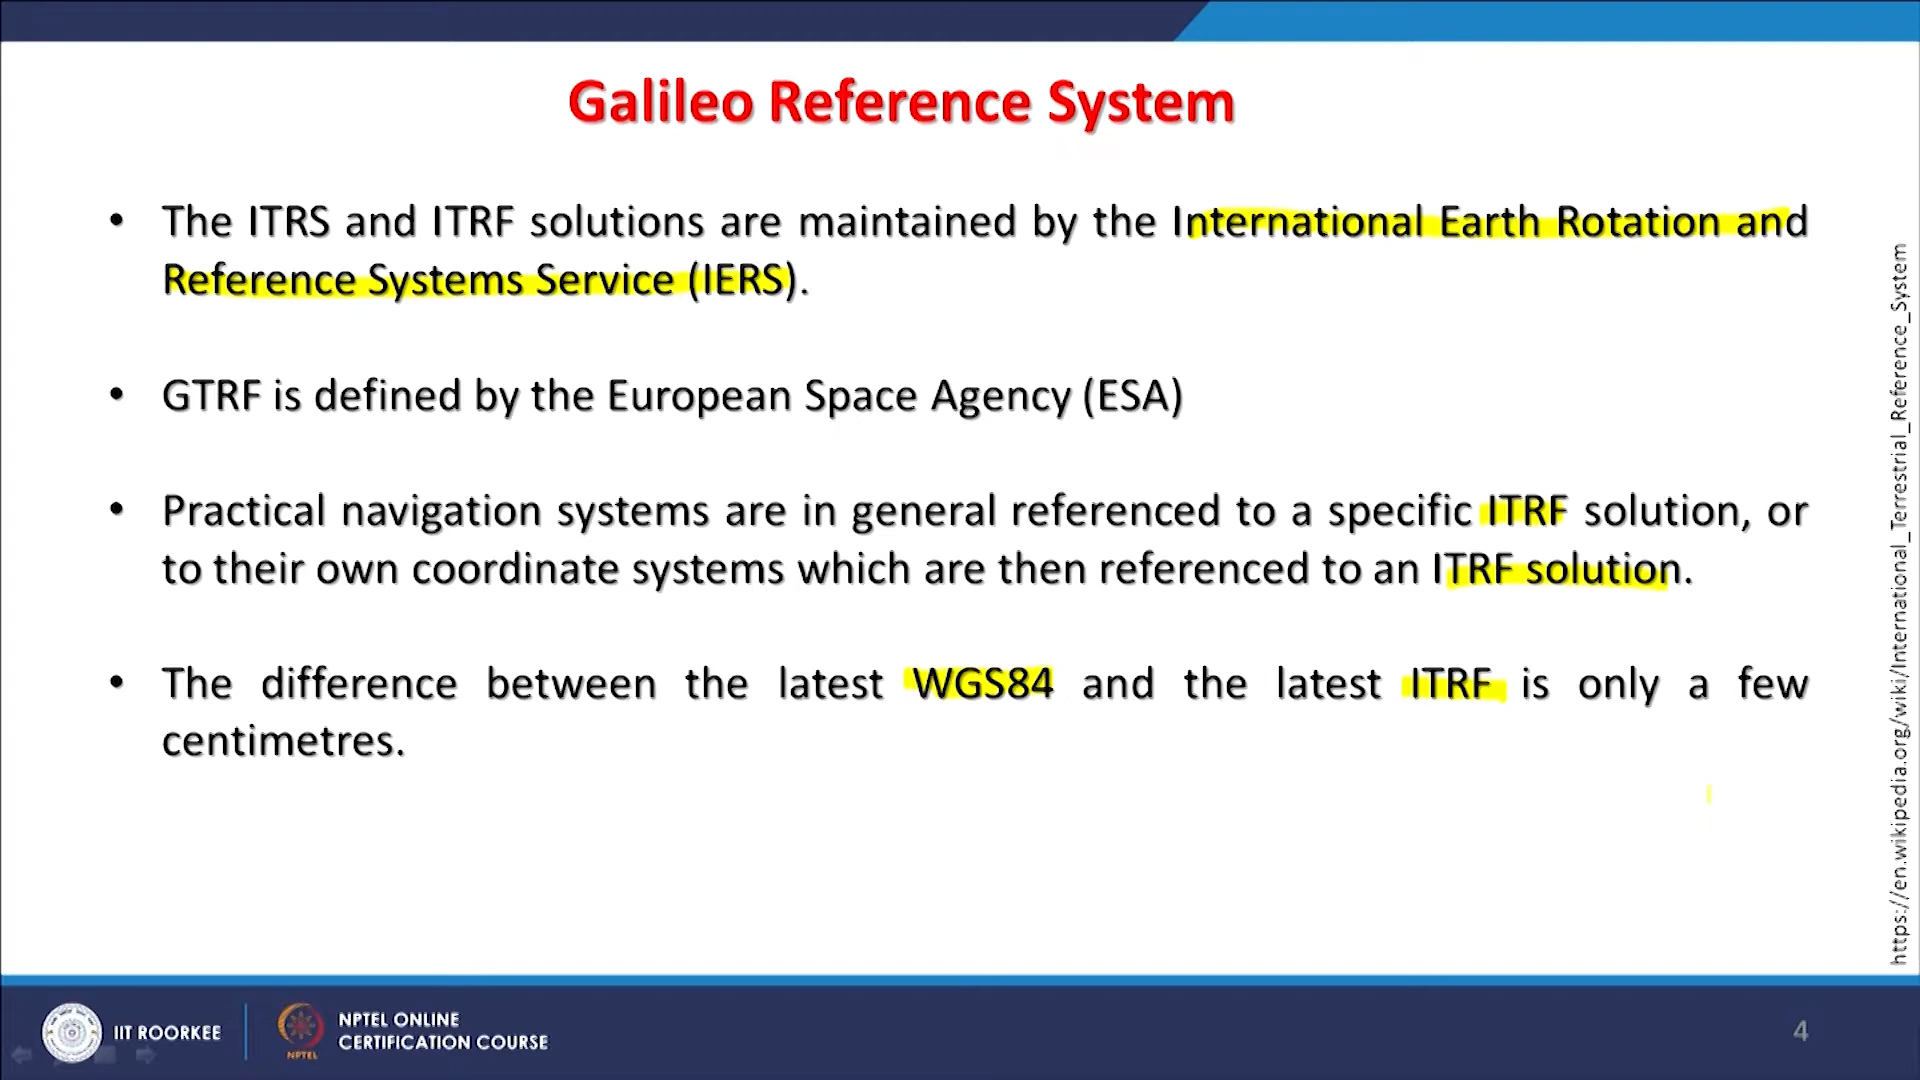 Galileo Reference System
• The ITRS and ITRF solutions are maintained by the International Earth Rotation and
Reference Systems Service (IERS).
• GTRF is defined by the European Space Agency (ESA)
• Practical navigation systems are in general referenced to a specific ITRF solution, or
to their own coordinate systems which are then referenced to an ITRF solution.
• The difference between the latest WGS84 and the latest ITRF is only a few
centimetres.
https://en.wikipedia.org/wiki/International_Terrestrial_Reference_System
IIT ROORKEE
NPTEL
NPTEL ONLINE
CERTIFICATION COURSE
4